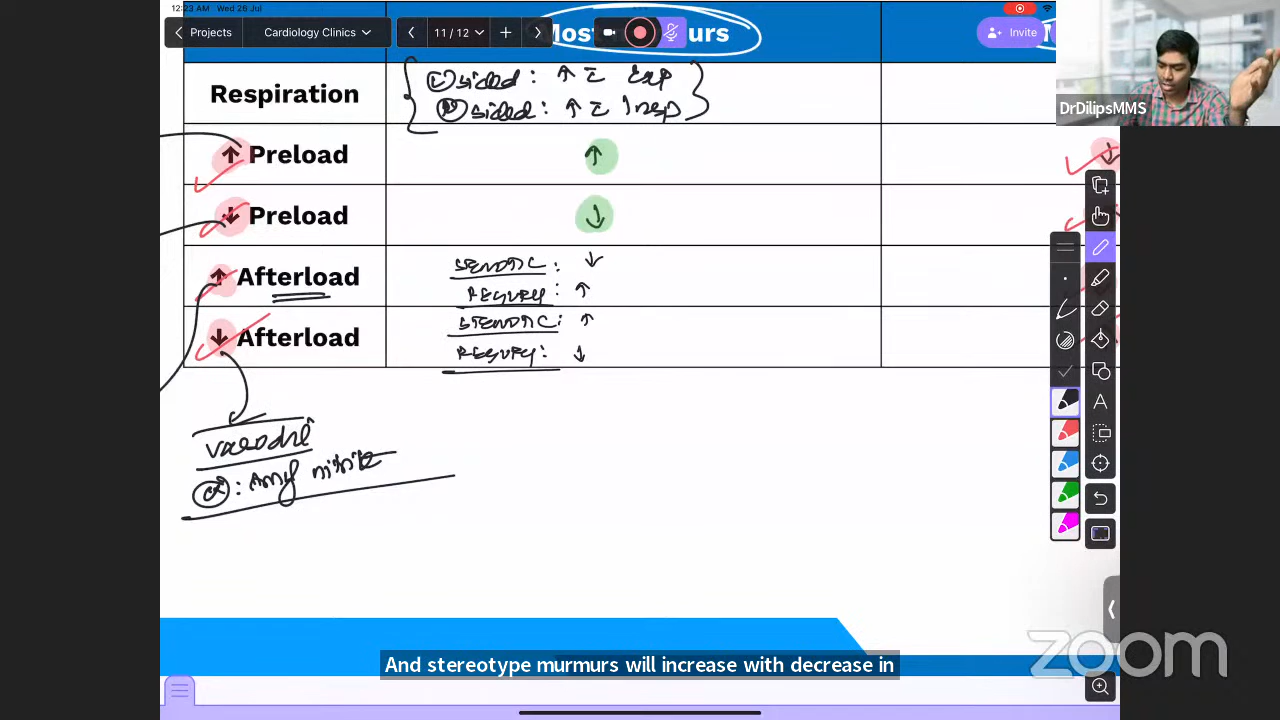 12:23 AM Wed 26 Jul
Projects
Cardiology Clinics
11 / 12
Most urs
Invite
M
DrDilipsMMS
Respiration
L sided : ↑ c Exp
R sided : ↑ c Insp
↑ Preload
↑
↓
↓ Preload
↓
↑ Afterload
STENOTIC : ↓
REGURG : ↑
↓ Afterload
STENOTIC : ↑
REGURG : ↓
vasodil
ex : Amyl nitrite
A
zoom
And stereotype murmurs will increase with decrease in